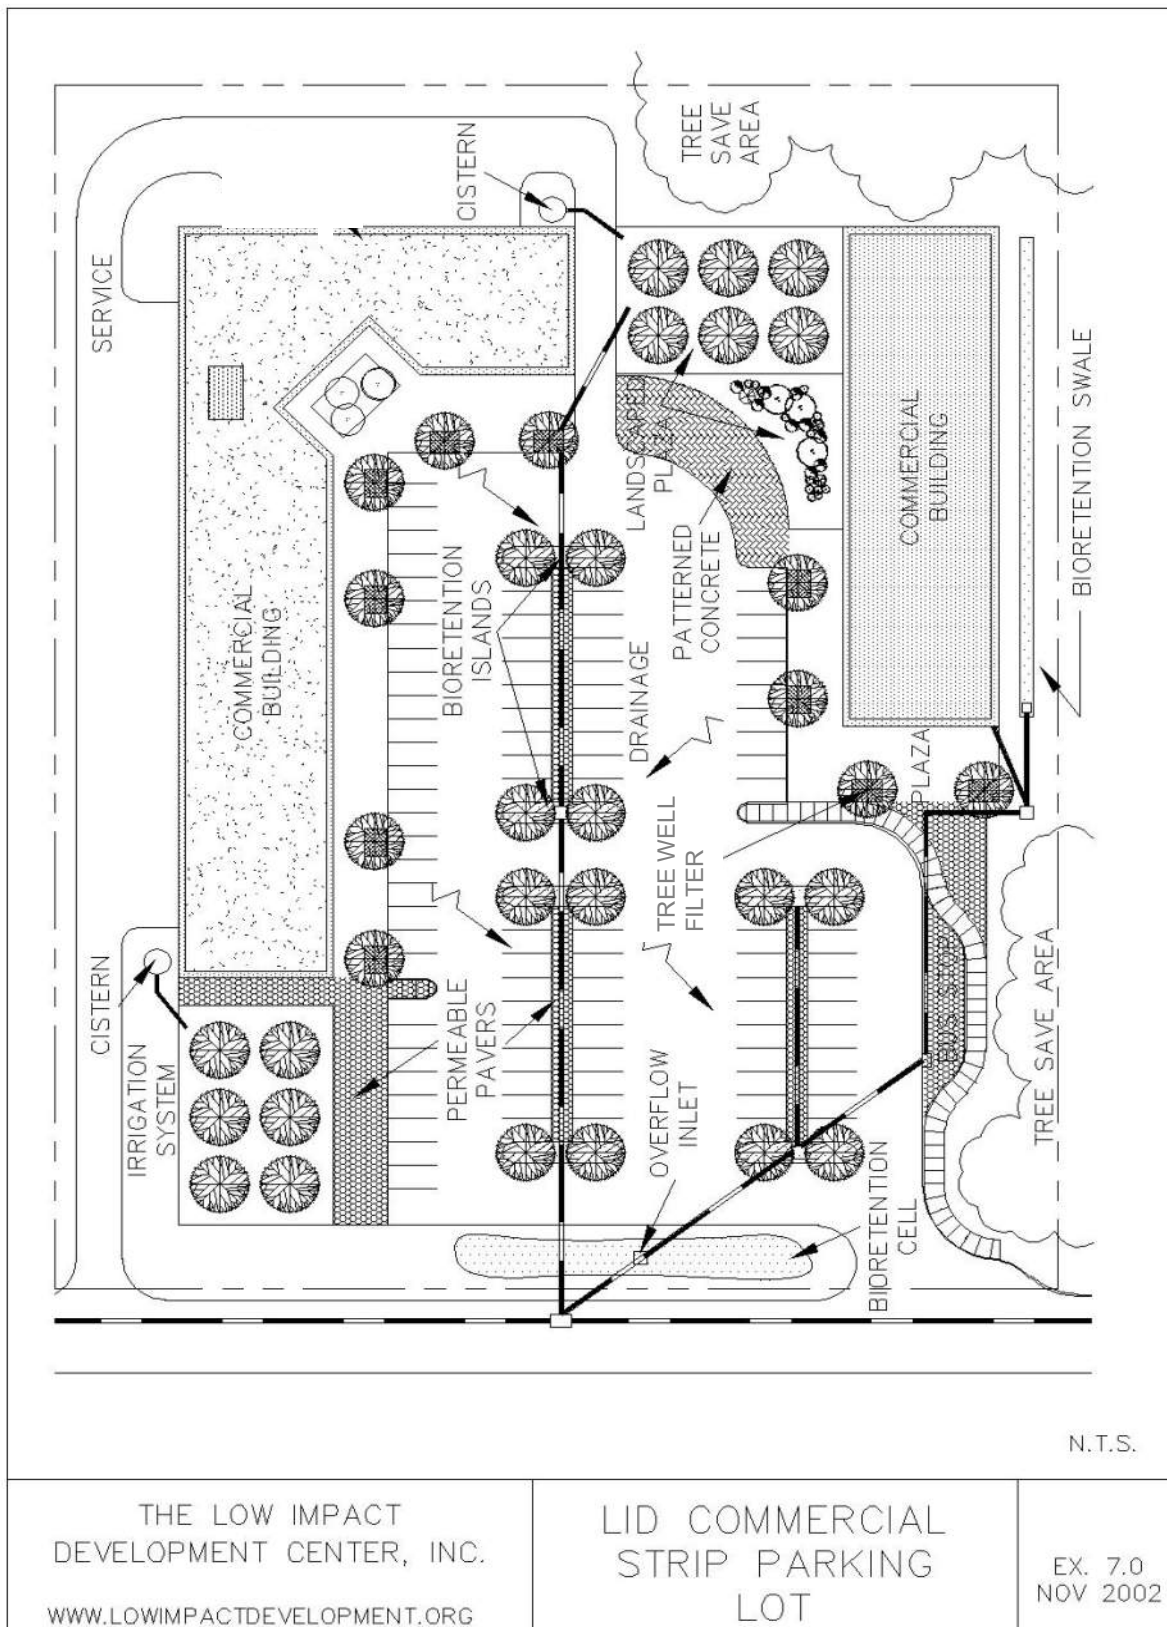 TREE
SAVE
AREA
CISTERN
SERVICE
COMMERCIAL
BUILDING
COMMERCIAL
BUILDING
BIORETENTION SWALE
LANDSCAPED
PLAZA
PATTERNED
CONCRETE
BIORETENTION
ISLANDS
DRAINAGE
PLAZA
TREE WELL
FILTER
BUS STOP
TREE SAVE AREA
CISTERN
IRRIGATION
SYSTEM
PERMEABLE
PAVERS
OVERFLOW
INLET
BIORETENTION
CELL
N.T.S.
THE LOW IMPACT
DEVELOPMENT CENTER, INC.
WWW.LOWIMPACTDEVELOPMENT.ORG
LID COMMERCIAL
STRIP PARKING
LOT
EX. 7.0
NOV 2002